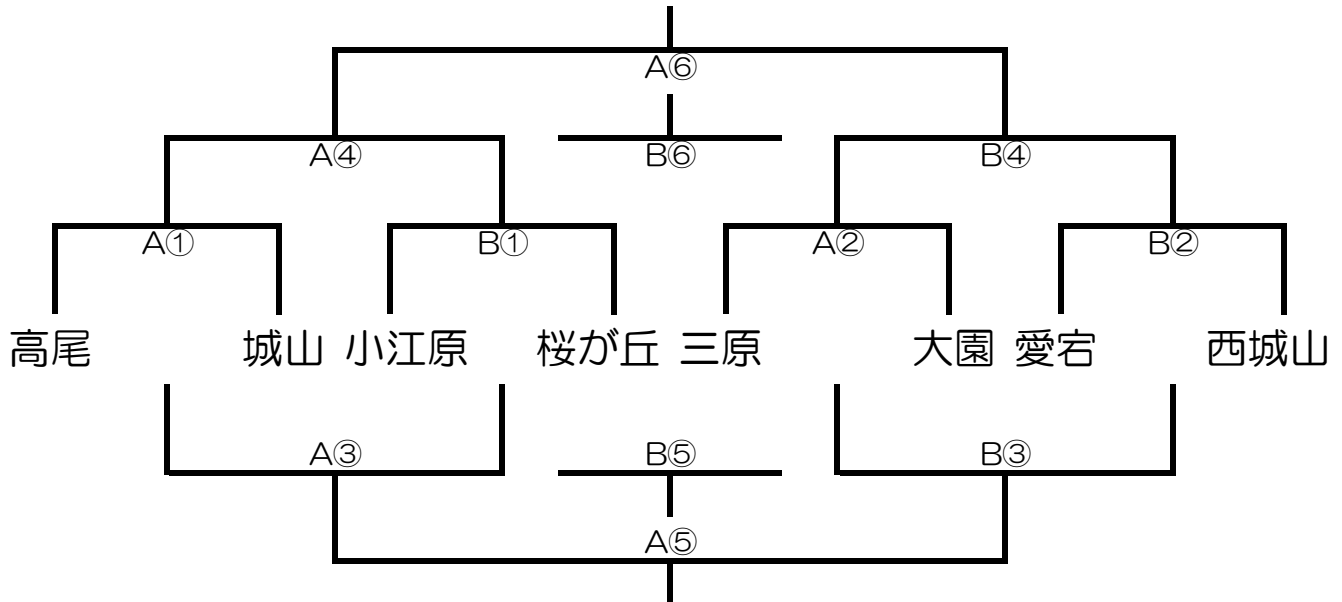 A⑥
A④ B⑥ B④
A① B① A② B②
高尾 城山 小江原 桜が丘 三原 大園 愛宕 西城山
A③ B⑤ B③
A⑤